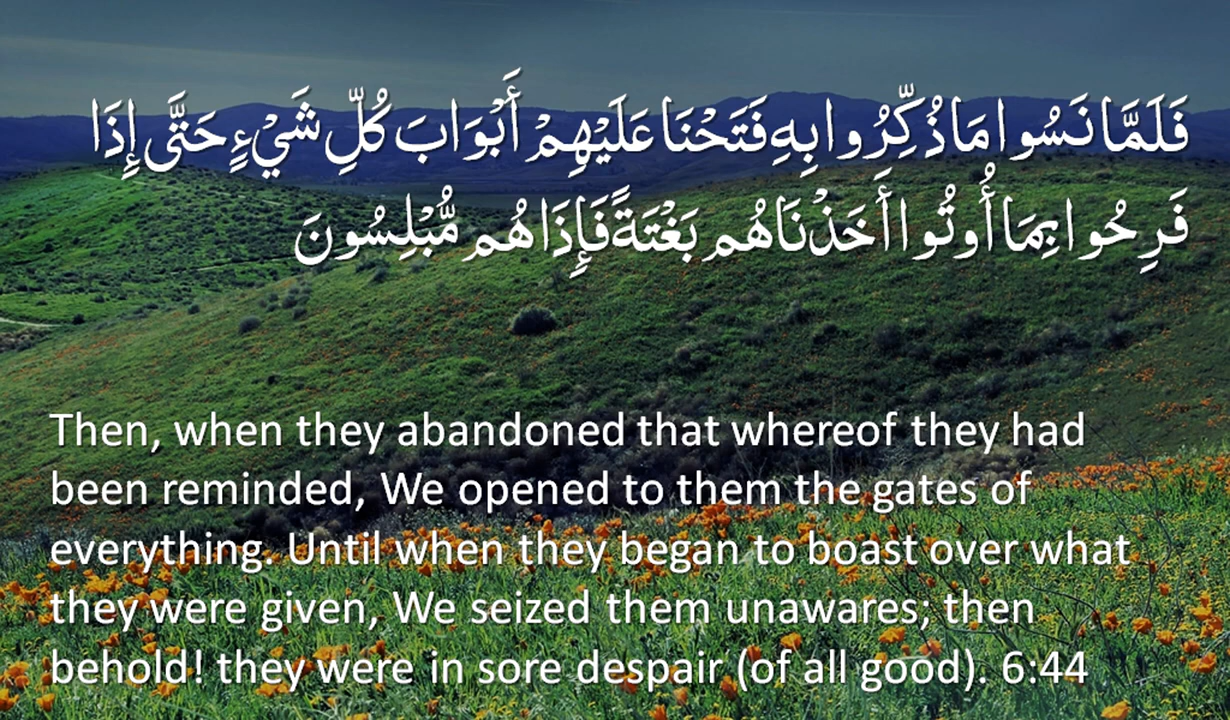 فَلَمَّا نَسُوا مَا ذُكِّرُوا بِهِ فَتَحْنَا عَلَيْهِمْ أَبْوَابَ كُلِّ شَيْءٍ حَتَّى إِذَا
فَرِحُوا بِمَا أُوتُوا أَخَذْنَاهُم بَغْتَةً فَإِذَا هُم مُّبْلِسُونَ
Then, when they abandoned that whereof they had
been reminded, We opened to them the gates of
everything. Until when they began to boast over what
they were given, We seized them unawares; then
behold! they were in sore despair (of all good). 6:44